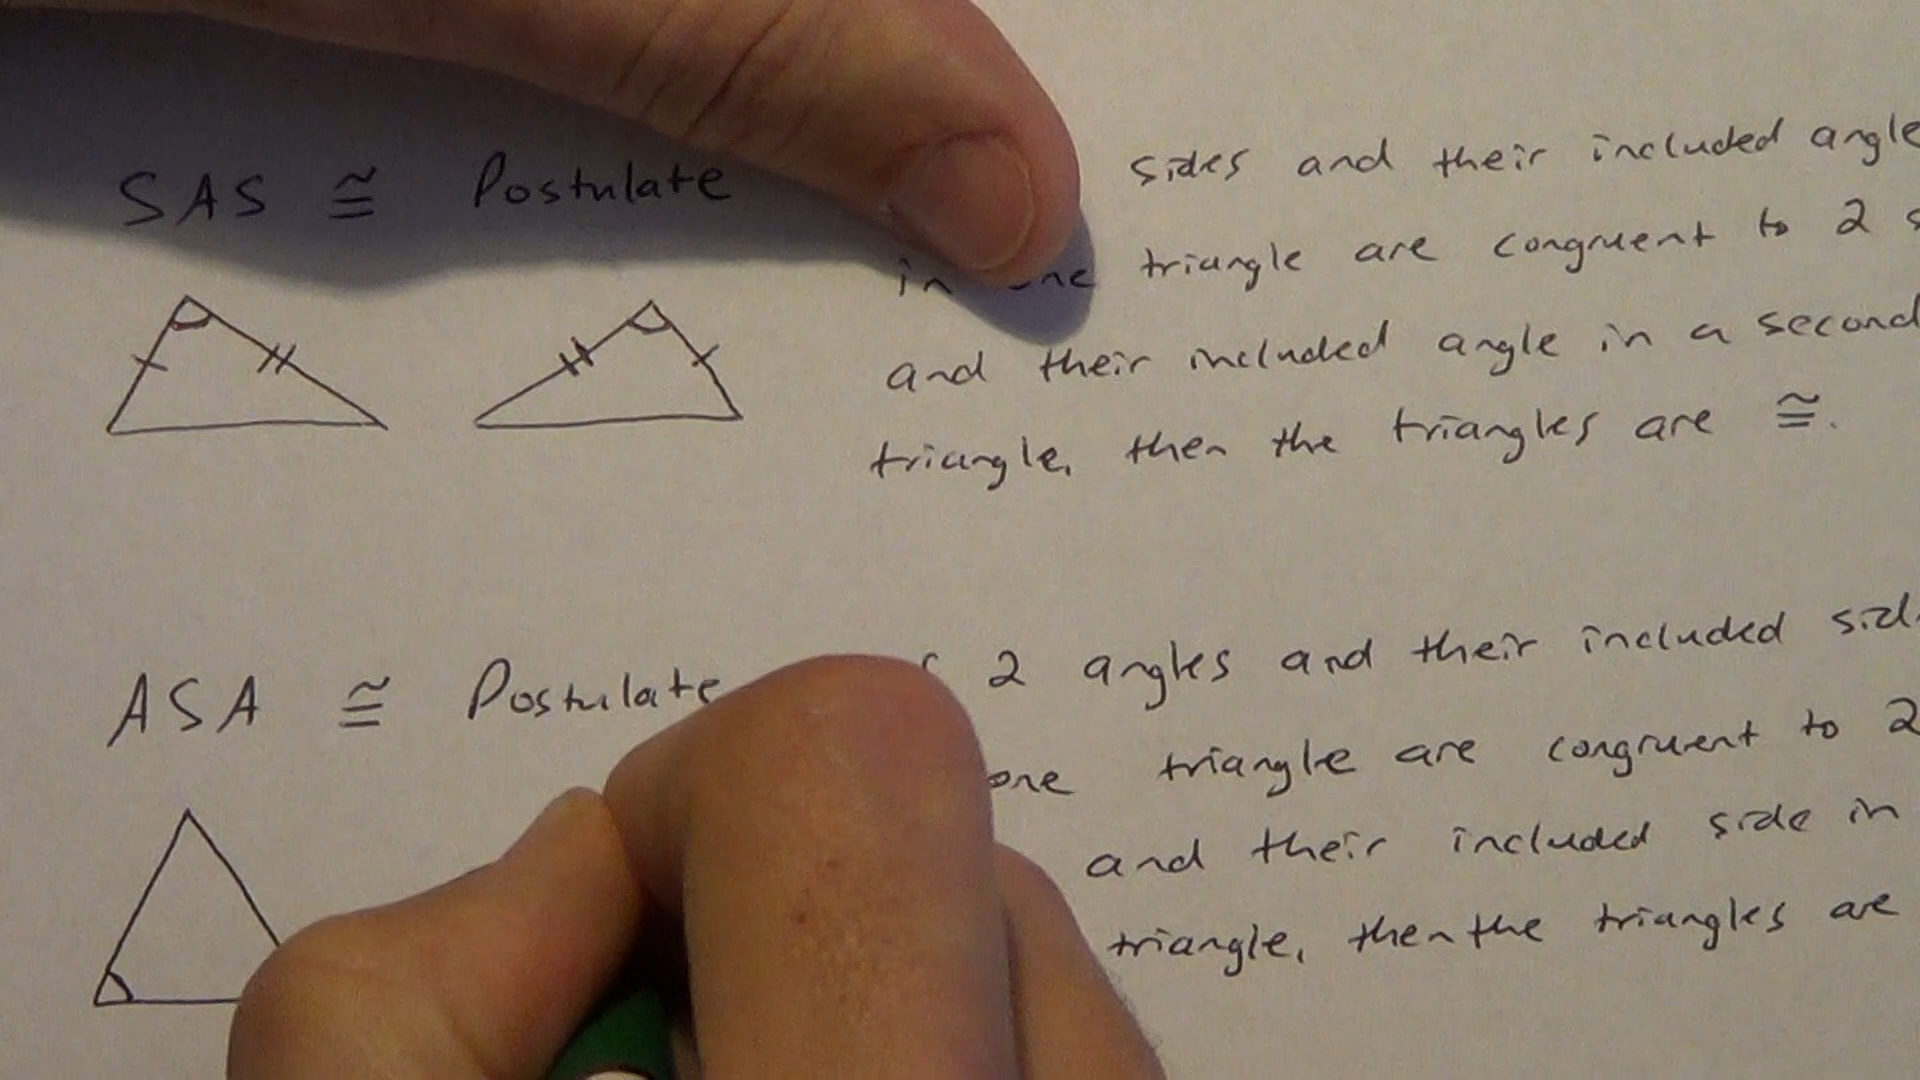 SAS ≅ Postulate sides and their included angle
in triangle are congruent to 2
and their included angle in a second
triangle, then the triangles are ≅.
ASA ≅ Postulate 2 angles and their included
one triangle are congruent to 2
and their included side in
triangle, then the triangles are